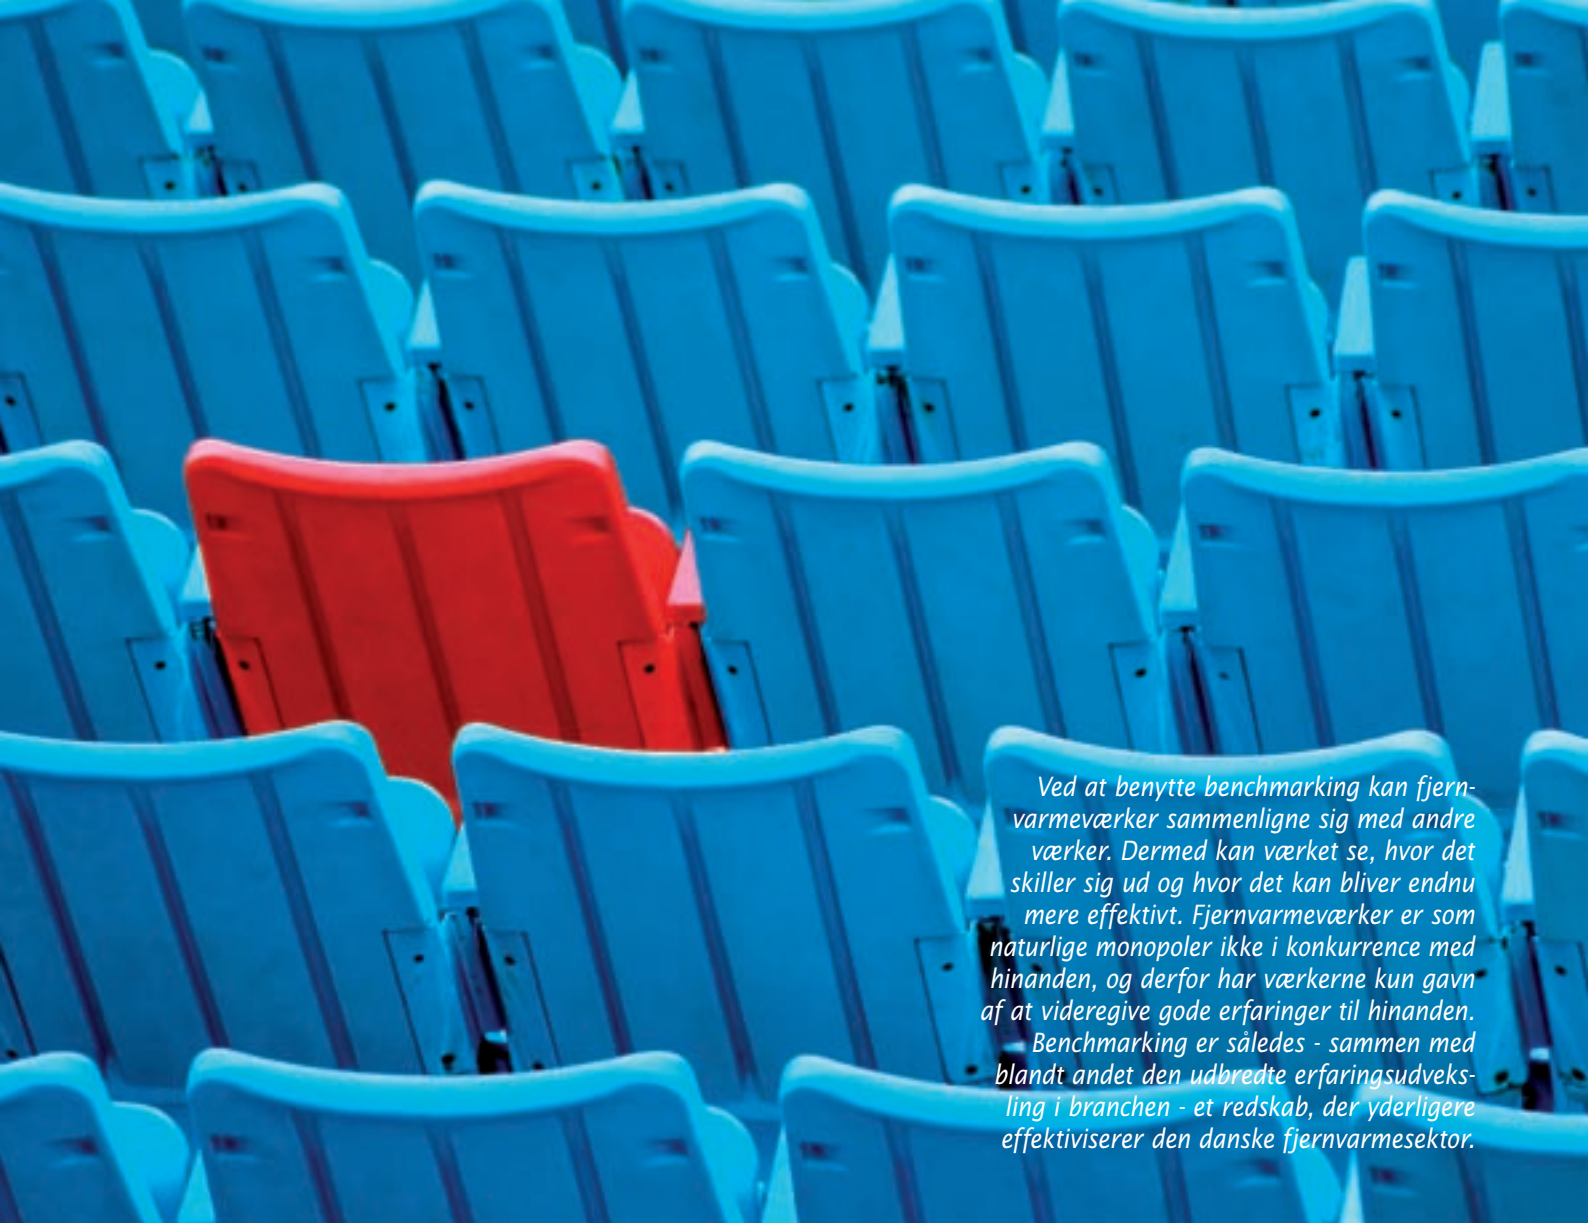 Ved at benytte benchmarking kan fjern-
varmeværker sammenligne sig med andre
værker. Dermed kan værket se, hvor det
skiller sig ud og hvor det kan bliver endnu
mere effektivt. Fjernvarmeværker er som
naturlige monopoler ikke i konkurrence med
hinanden, og derfor har værkerne kun gavn
af at videregive gode erfaringer til hinanden.
Benchmarking er således - sammen med
blandt andet den udbredte erfaringsudveks-
ling i branchen - et redskab, der yderligere
effektiviserer den danske fjernvarmesektor.